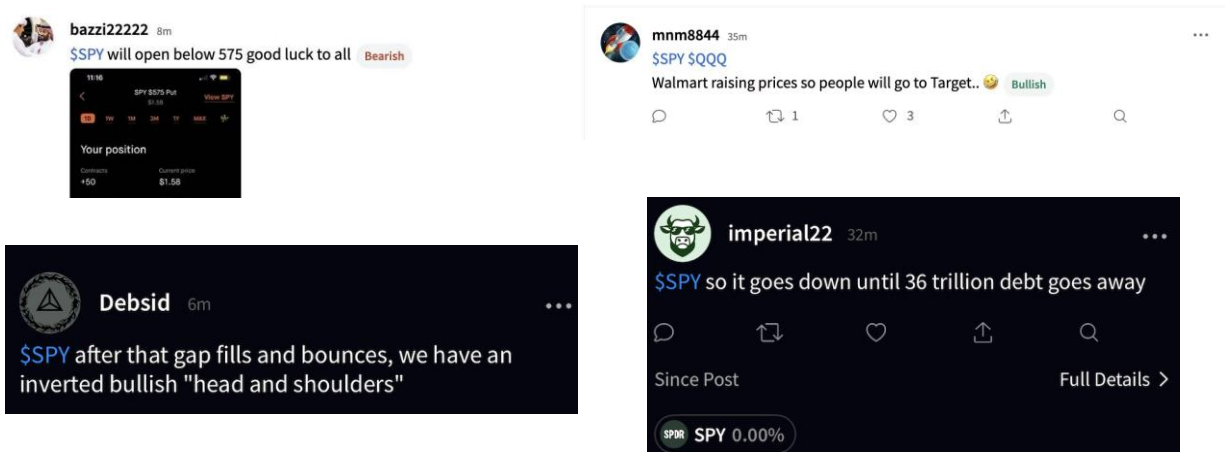 bazzi22222 8m
$SPY will open below 575 good luck to all Bearish
11:16
SPY $575 Put
$1.58
View SPY
1D 1W 1M 3M 1Y MAX
Your position
Contracts Current price
+50 $1.58
mnm8844 35m
$SPY $QQQ
Walmart raising prices so people will go to Target.. 🤣 Bullish
1 3
Debsid 6m
$SPY after that gap fills and bounces, we have an
inverted bullish "head and shoulders"
imperial22 32m
$SPY so it goes down until 36 trillion debt goes away
Since Post Full Details >
SPDR SPY 0.00%